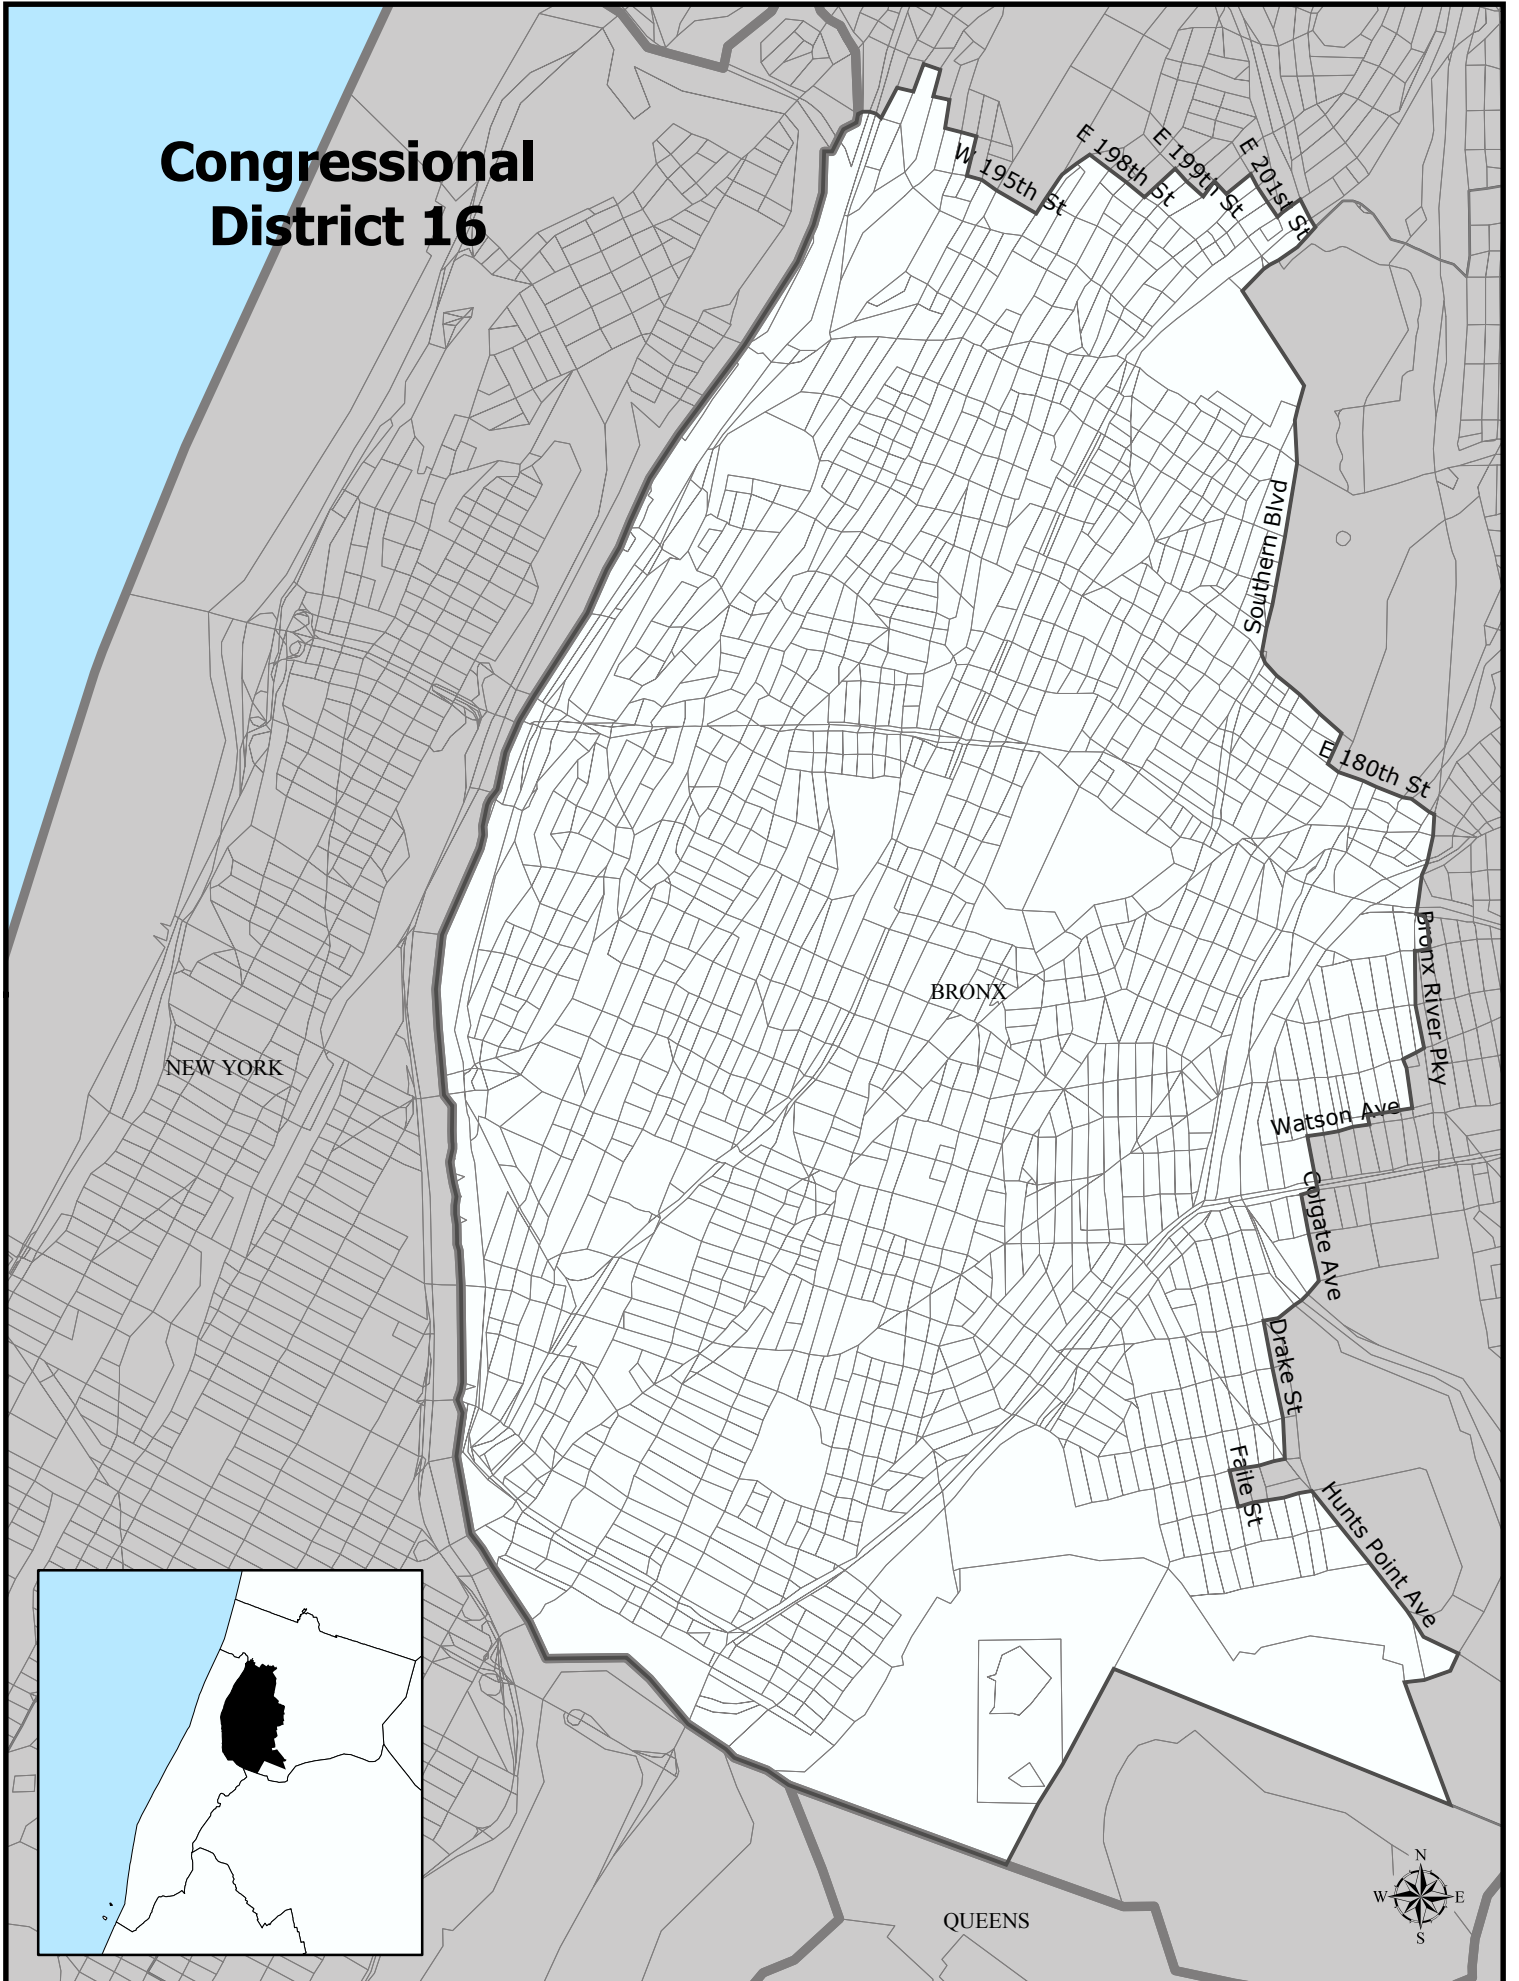 Congressional
District 16
W 195th St
E 198th St
E 199th St
E 201st St
Southern Blvd
E 180th St
Bronx River Pky
BRONX
NEW YORK
Watson Ave
Colgate Ave
Drake St
Faile St
Hunts Point Ave
QUEENS
N
W
E
S